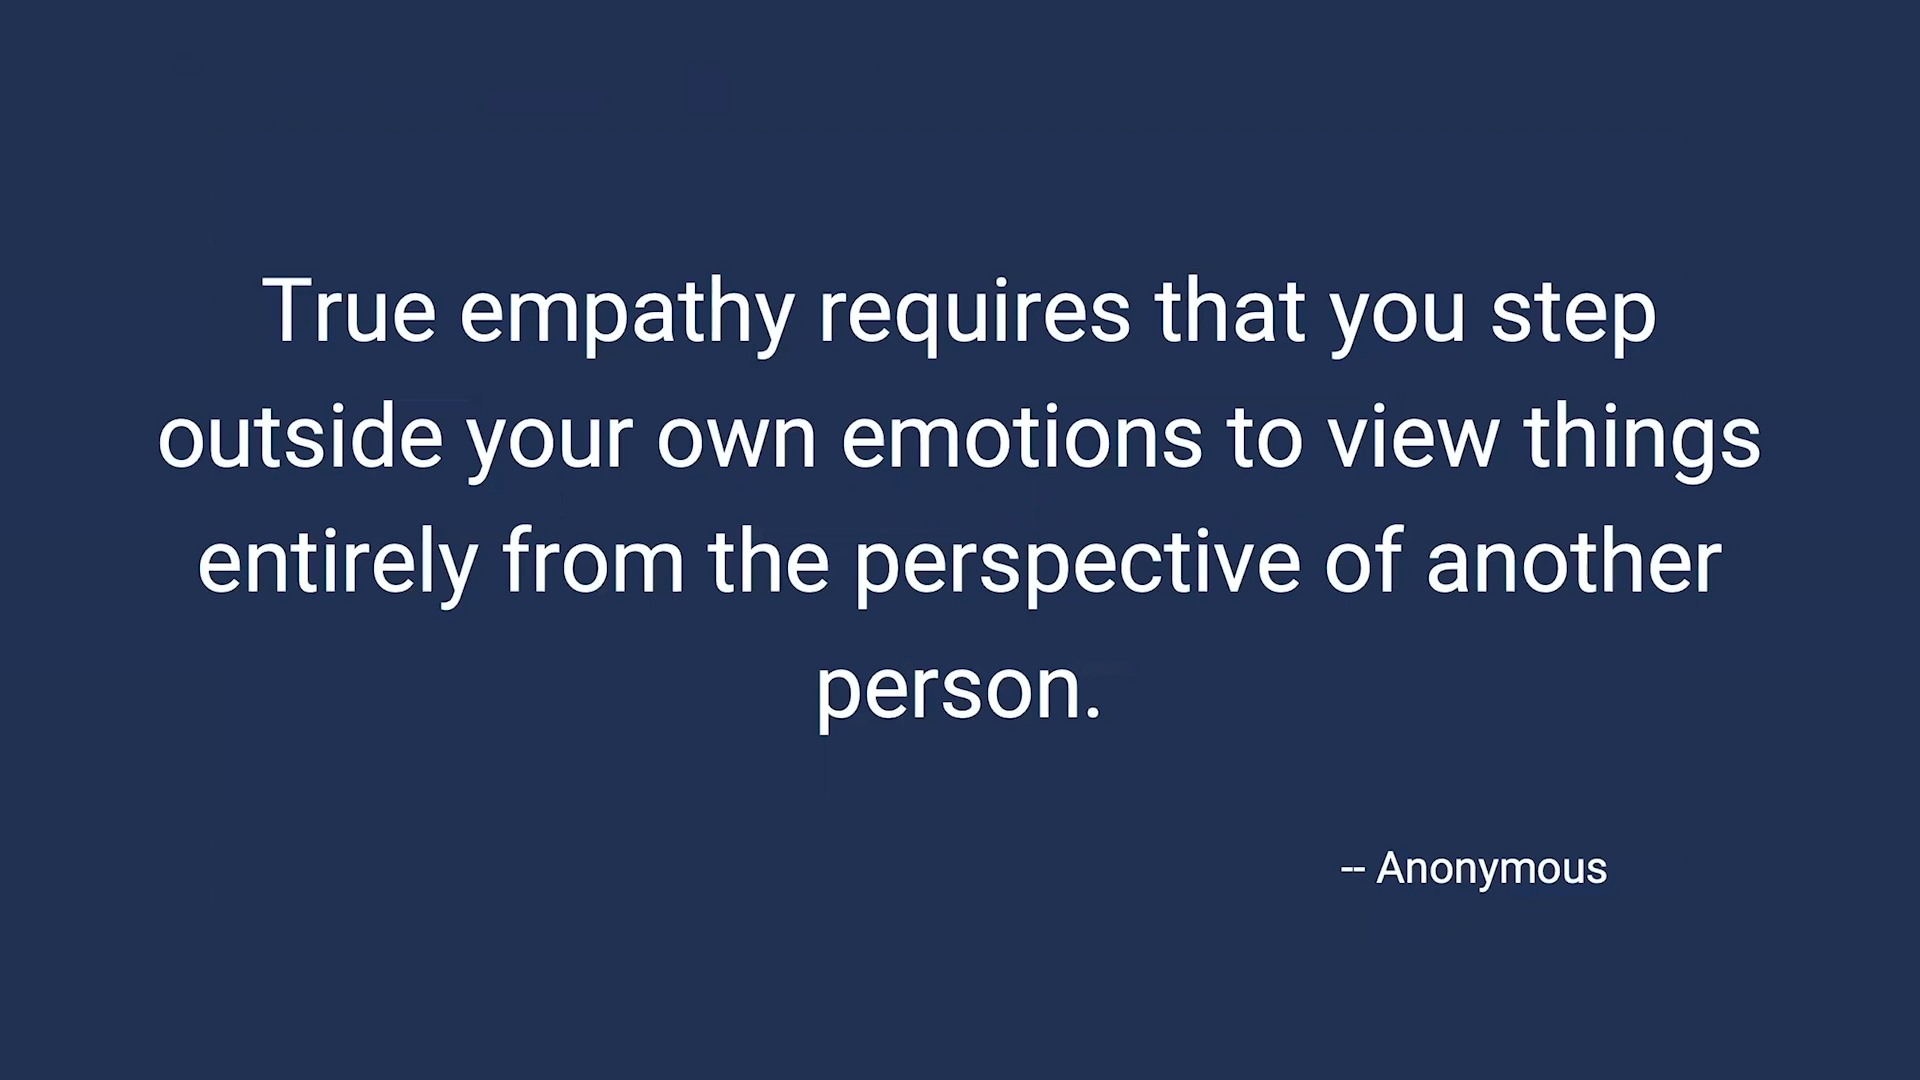 True empathy requires that you step
outside your own emotions to view things
entirely from the perspective of another
person.
-- Anonymous